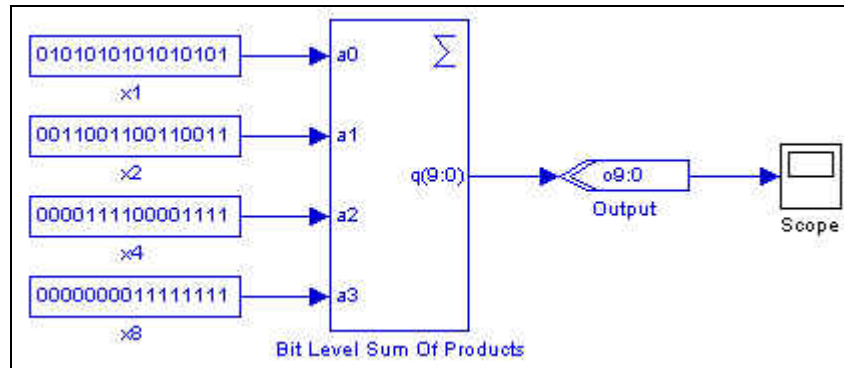 0101010101010101
x1
0011001100110011
x2
0000111100001111
x4
0000000011111111
x8
a0
a1
a2
a3
Σ
q(9:0)
Bit Level Sum Of Products
o9:0
Output
Scope